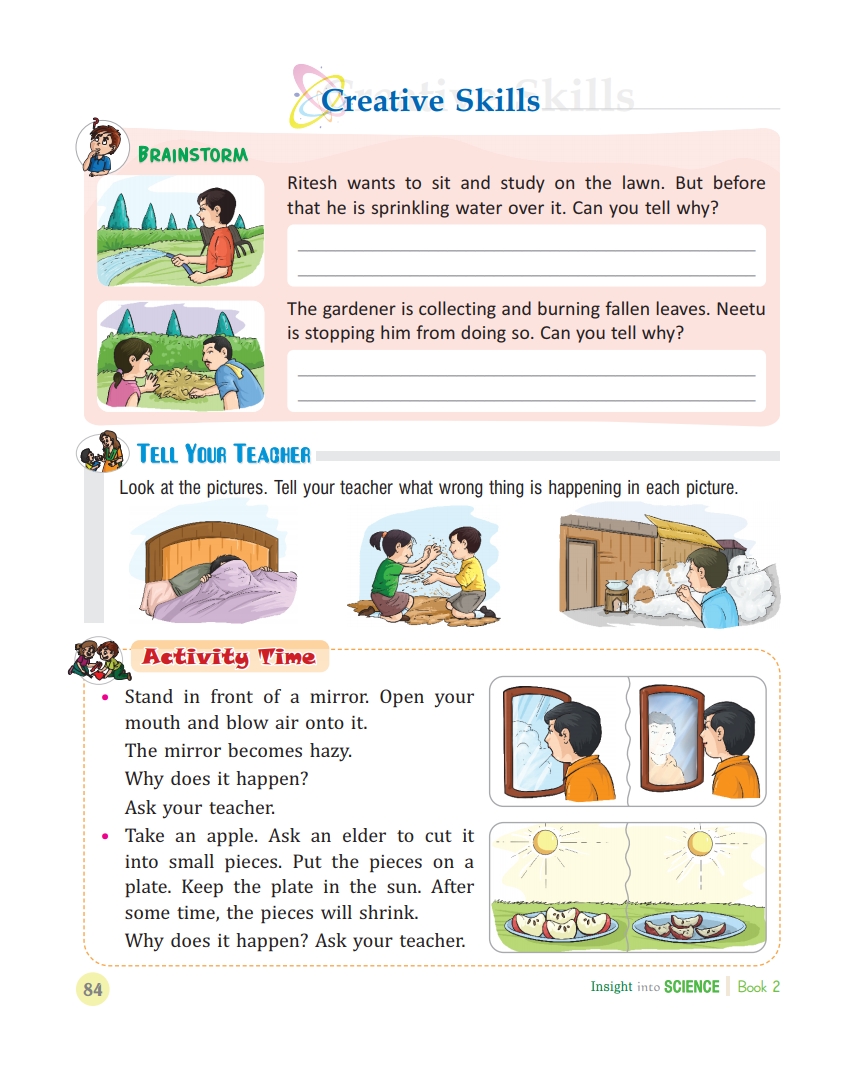 Creative Skills
BRAINSTORM
Ritesh wants to sit and study on the lawn. But before
that he is sprinkling water over it. Can you tell why?
The gardener is collecting and burning fallen leaves. Neetu
is stopping him from doing so. Can you tell why?
TELL YOUR TEACHER
Look at the pictures. Tell your teacher what wrong thing is happening in each picture.
Activity Time
• Stand in front of a mirror. Open your
mouth and blow air onto it.
The mirror becomes hazy.
Why does it happen?
Ask your teacher.
• Take an apple. Ask an elder to cut it
into small pieces. Put the pieces on a
plate. Keep the plate in the sun. After
some time, the pieces will shrink.
Why does it happen? Ask your teacher.
84
Insight into SCIENCE | Book 2